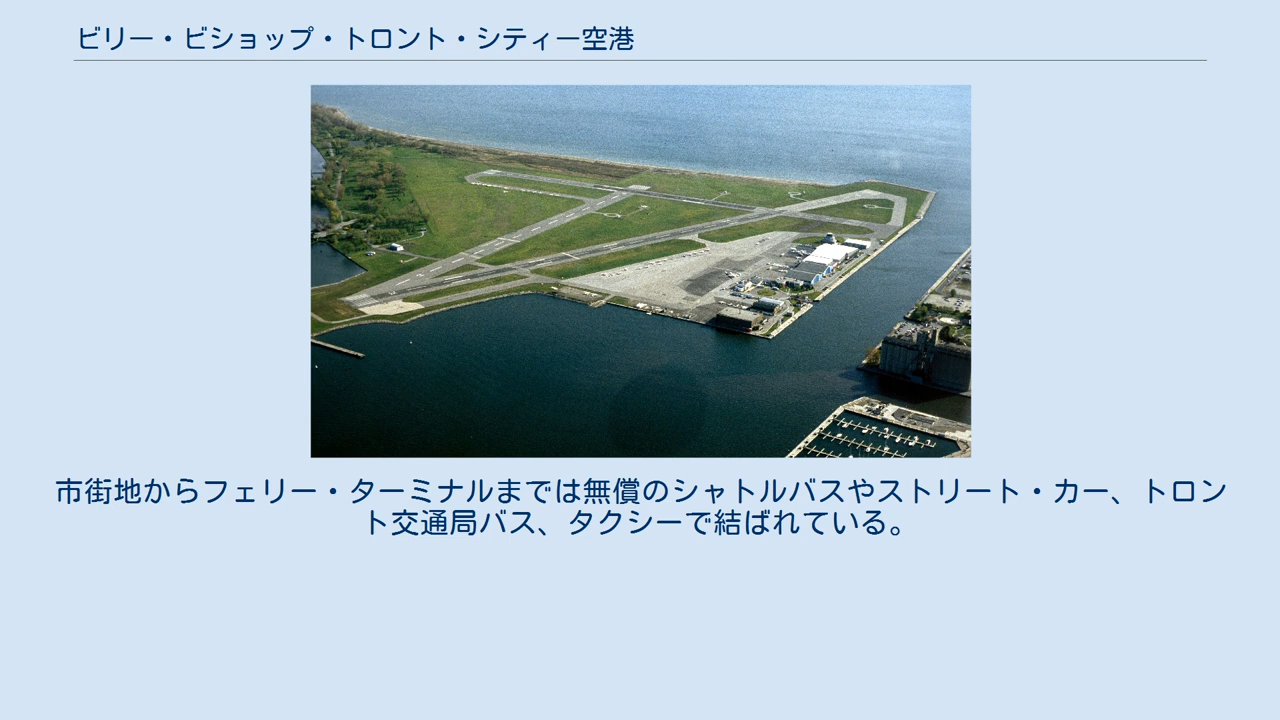 ビリー・ビショップ・トロント・シティー空港
市街地からフェリー・ターミナルまでは無償のシャトルバスやストリート・カー、トロン
ト交通局バス、タクシーで結ばれている。